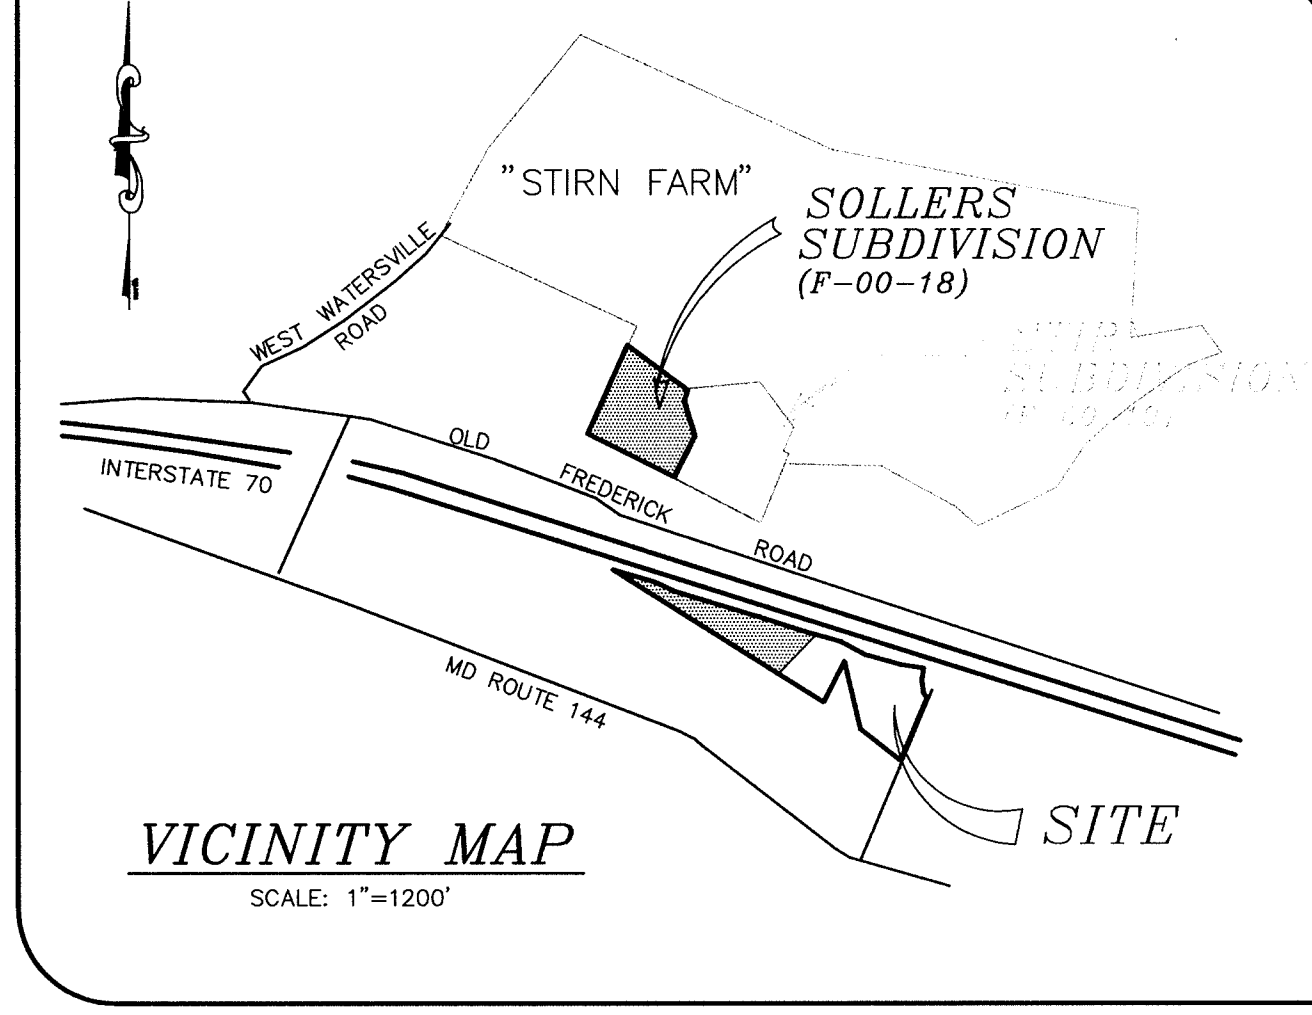 "STIRN FARM"
SOLLERS
SUBDIVISION
(F-00-18)
WEST WATERSVILLE
ROAD
OLD
FREDERICK
ROAD
INTERSTATE 70
MD ROUTE 144
SITE
VICINITY MAP
SCALE: 1"=1200'